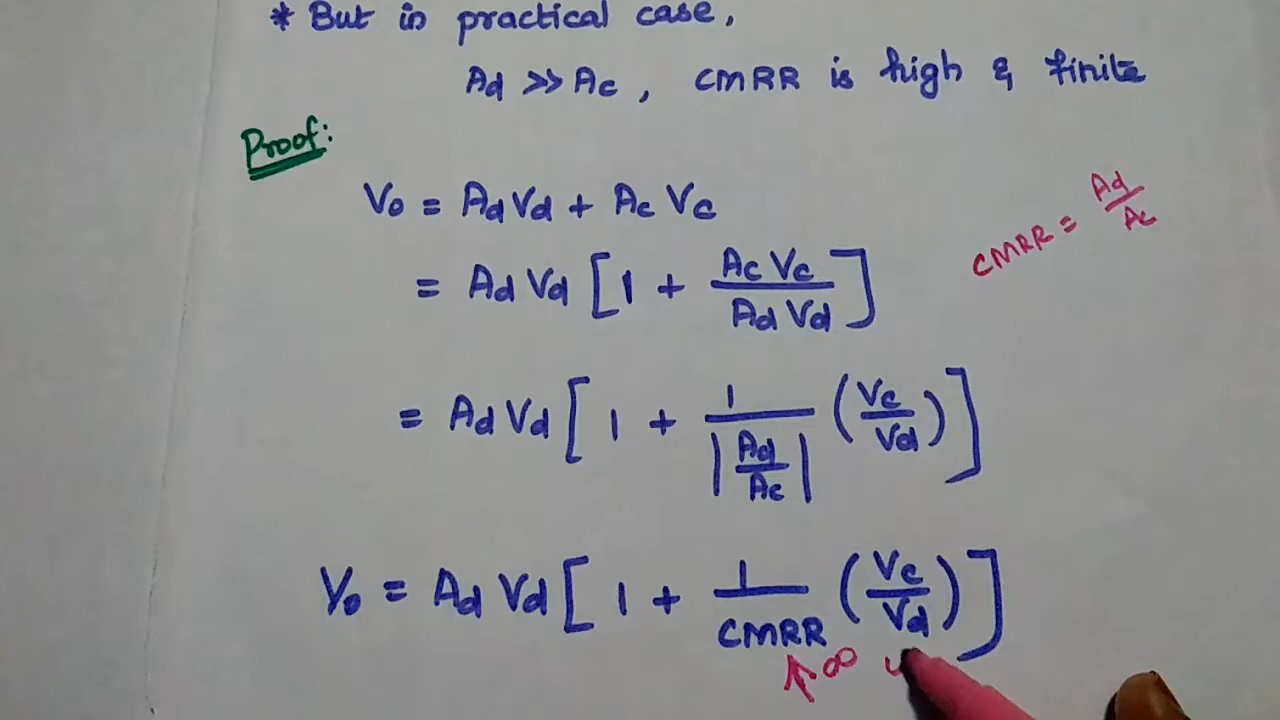 * But in practical case,
Ad >> Ac, CMRR is high & finite
Proof:
Vo = AdVd + Ac Vc
CMRR = Ad/Ac
= Ad Vd [1 + Ac Vc / Ad Vd]
= Ad Vd [1 + 1/|Ad/Ac| (Vc/Vd)]
Vo = Ad Vd [1 + 1/CMRR (Vc/Vd)]
↑ ∞